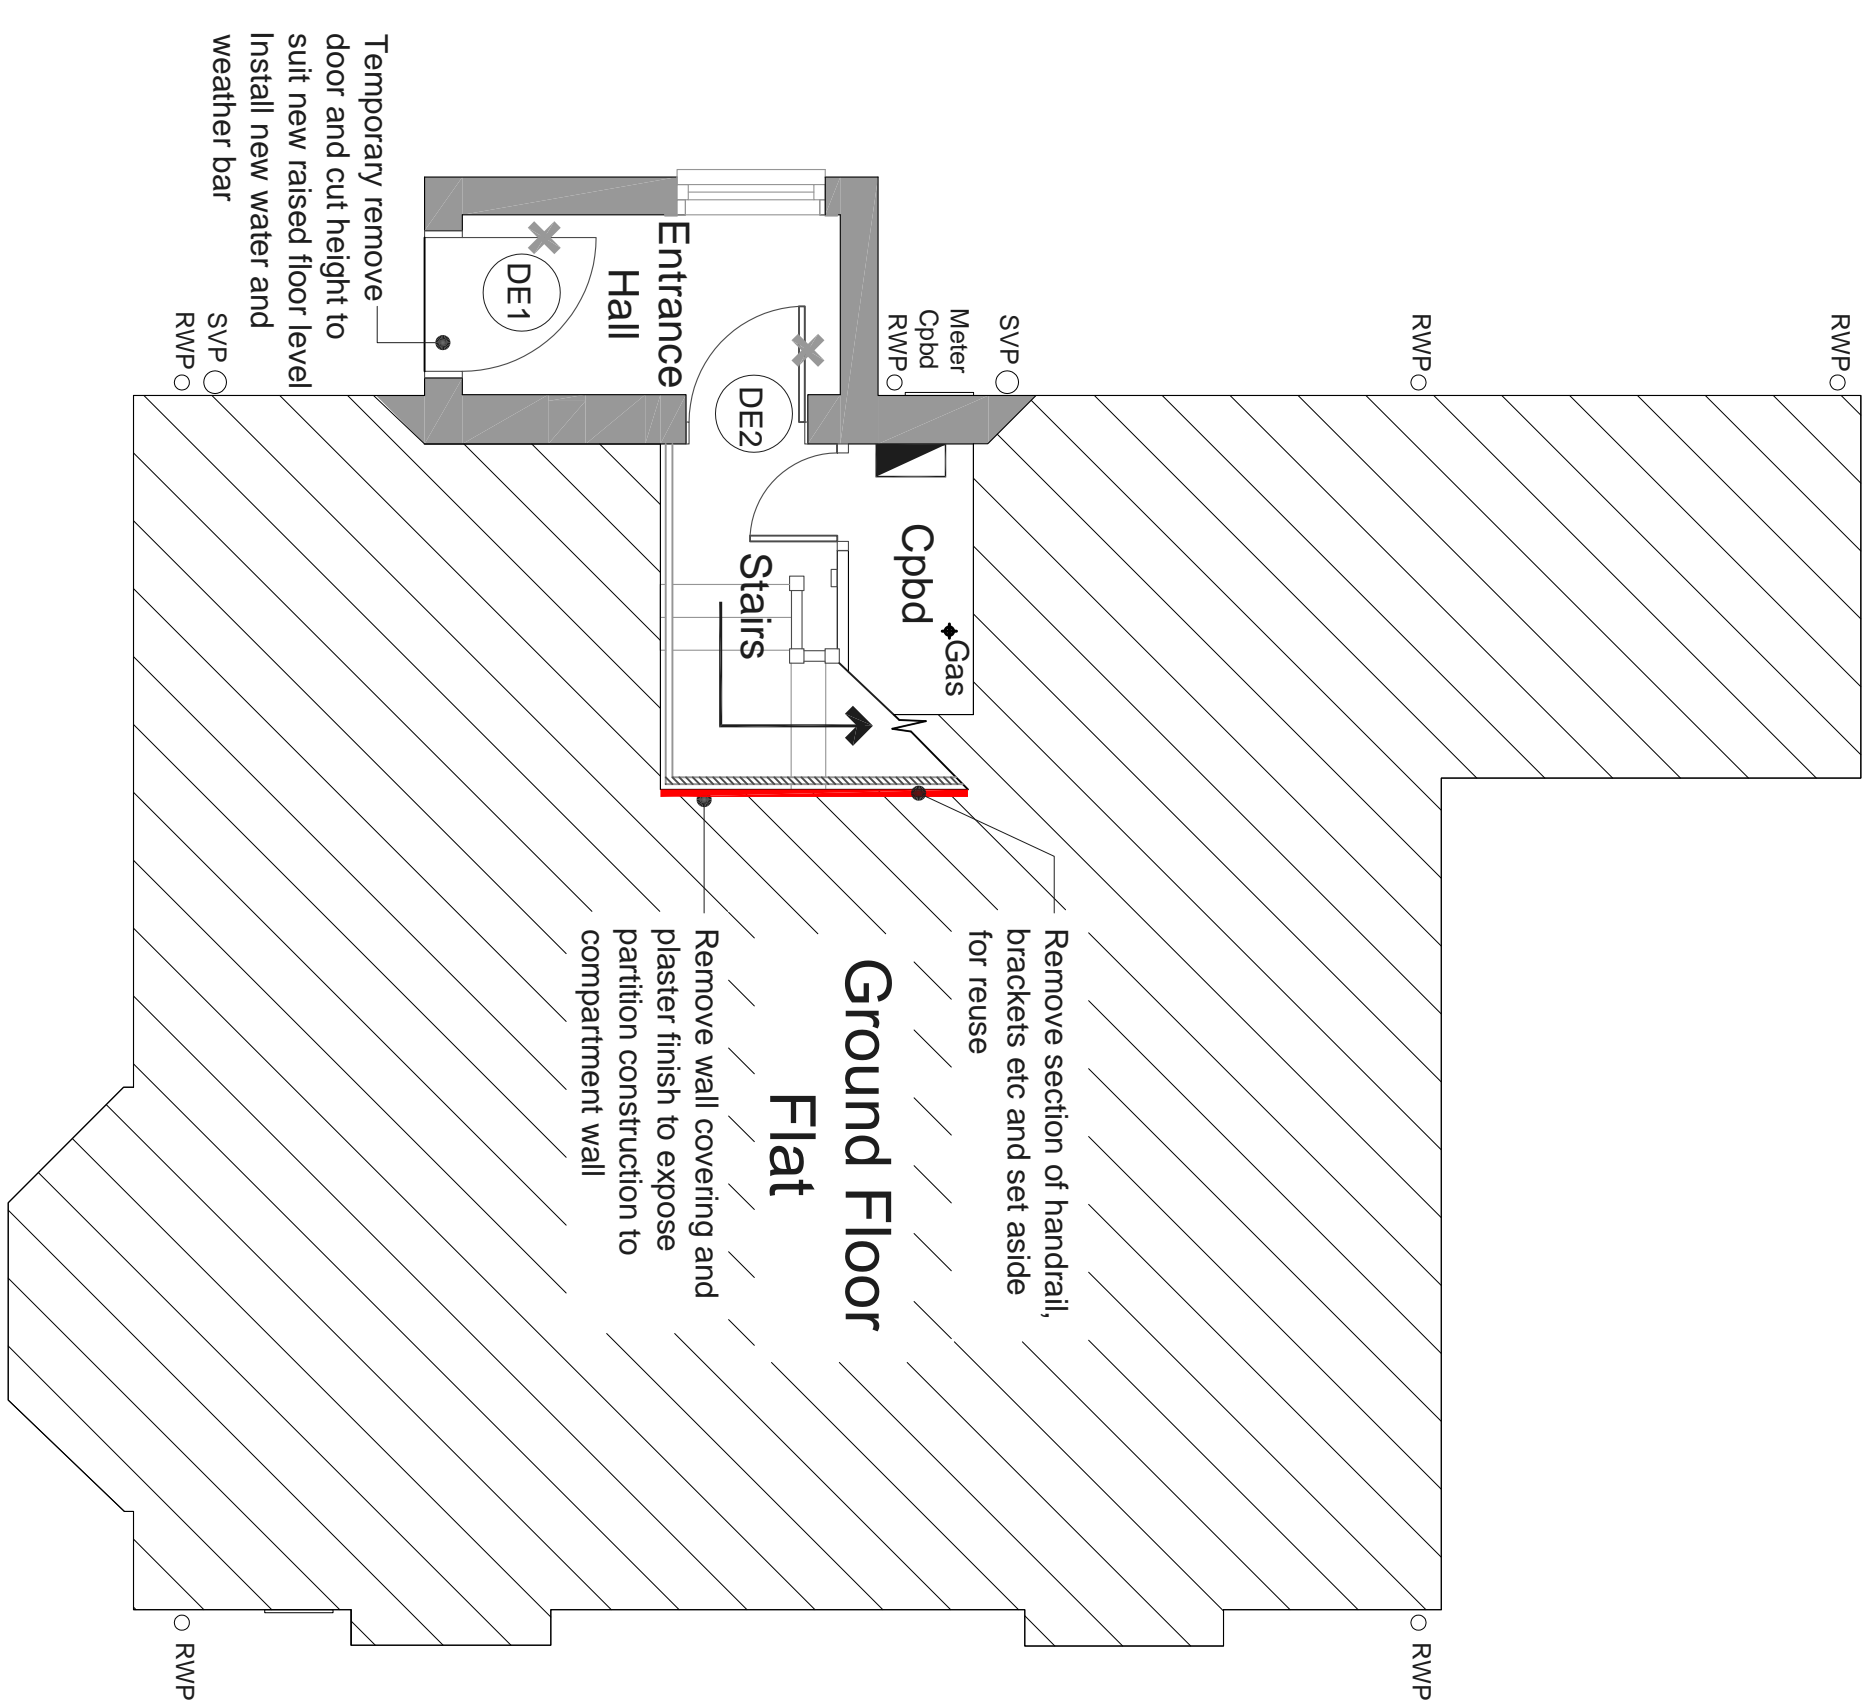 RWP
RWP
SVP
Meter
Cpbd
RWP
SVP
RWP
Temporary remove
door and cut height to
suit new raised floor level
Install new water and
weather bar
Entrance
Hall
DE1
DE2
Cpbd
Gas
Stairs
Remove section of handrail,
brackets etc and set aside
for reuse
Ground Floor
Flat
Remove wall covering and
plaster finish to expose
partition construction to
compartment wall
RWP
RWP